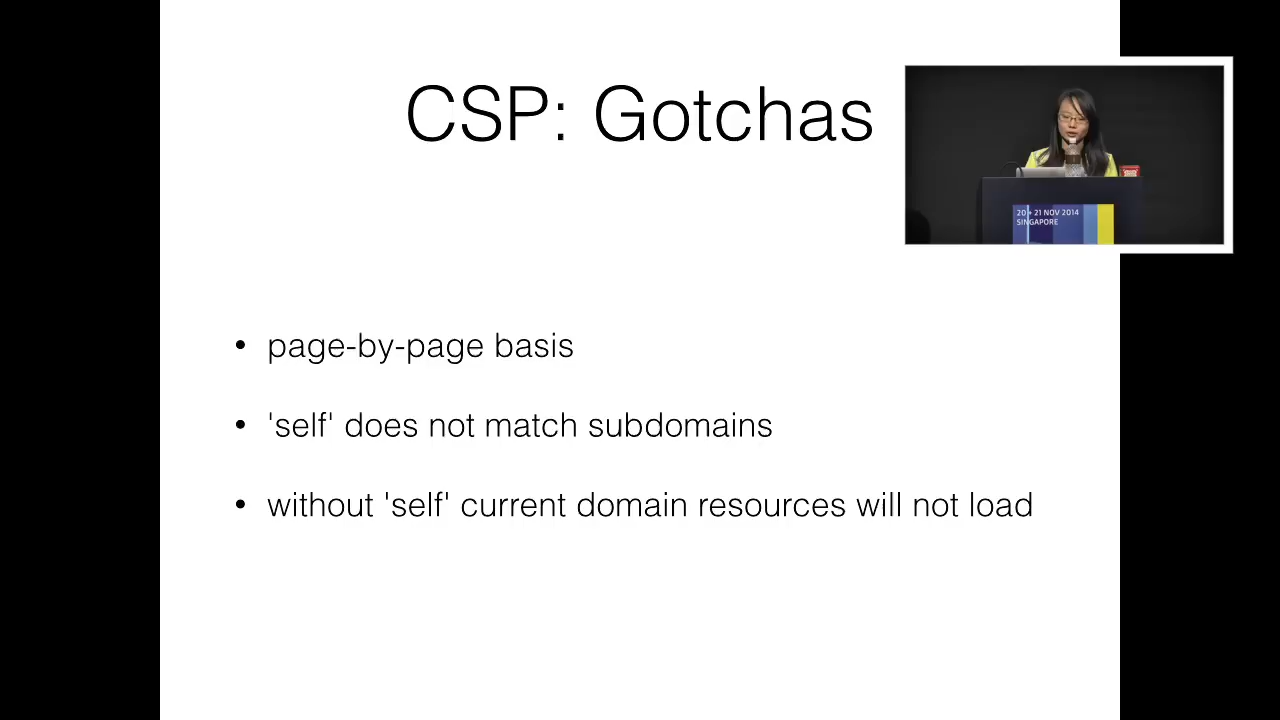 CSP: Gotchas
20 + 21 NOV 2014
SINGAPORE
• page-by-page basis
• 'self' does not match subdomains
• without 'self' current domain resources will not load